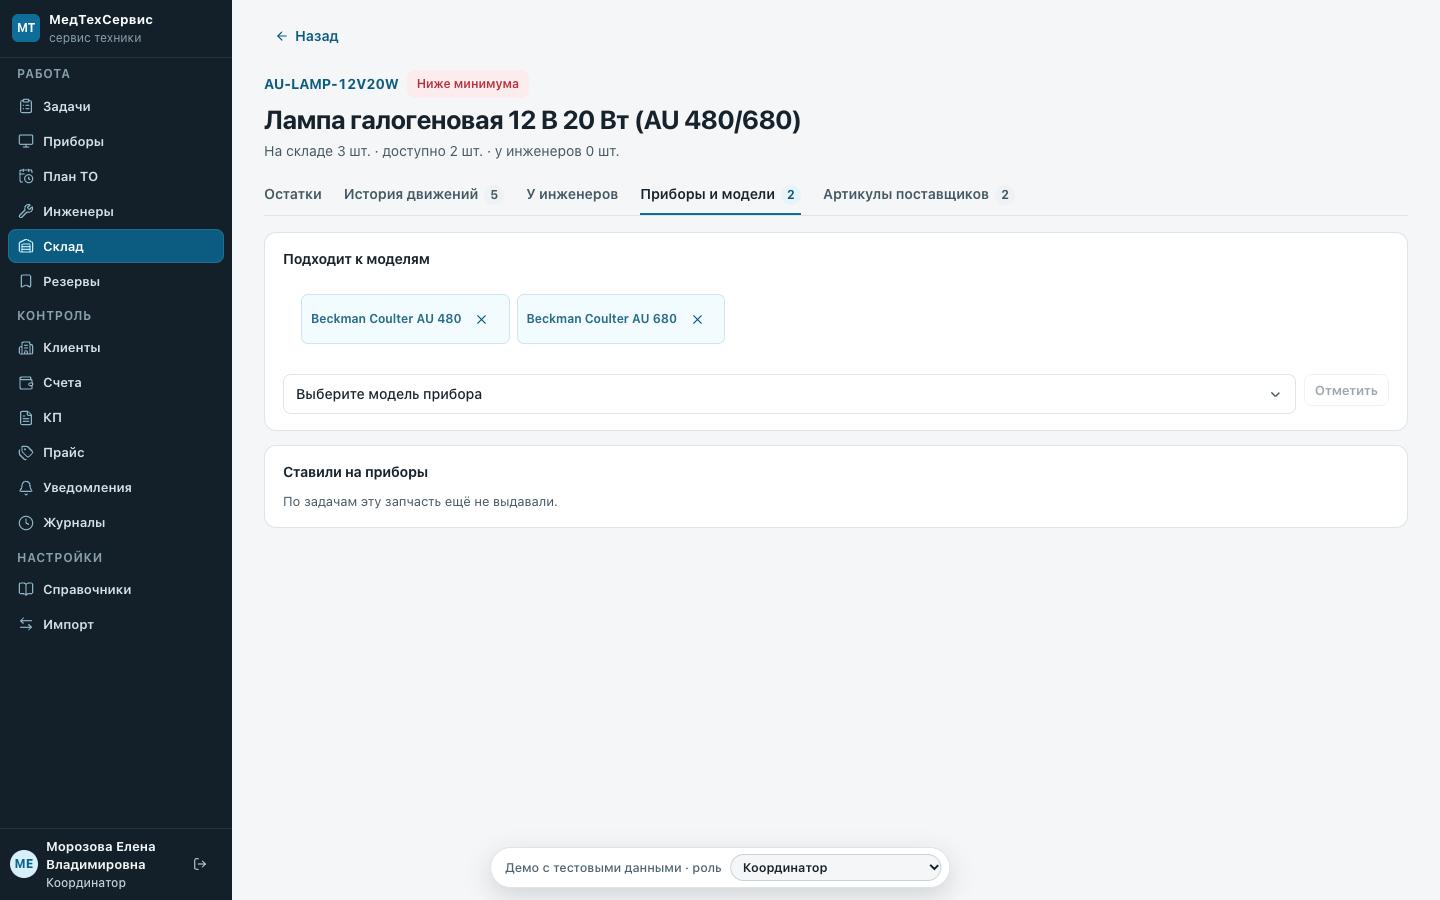 МТ
МедТехСервис
сервис техники
РАБОТА
Задачи
Приборы
План ТО
Инженеры
Склад
Резервы
КОНТРОЛЬ
Клиенты
Счета
КП
Прайс
Уведомления
Журналы
НАСТРОЙКИ
Справочники
Импорт
МЕ
Морозова Елена
Владимировна
Координатор
Назад
AU-LAMP-12V20W Ниже минимума
Лампа галогеновая 12 В 20 Вт (AU 480/680)
На складе 3 шт. · доступно 2 шт. · у инженеров 0 шт.
Остатки История движений 5 У инженеров Приборы и модели 2 Артикулы поставщиков 2
Подходит к моделям
Beckman Coulter AU 480 Beckman Coulter AU 680
Выберите модель прибора Отметить
Ставили на приборы
По задачам эту запчасть ещё не выдавали.
Демо с тестовыми данными · роль Координатор